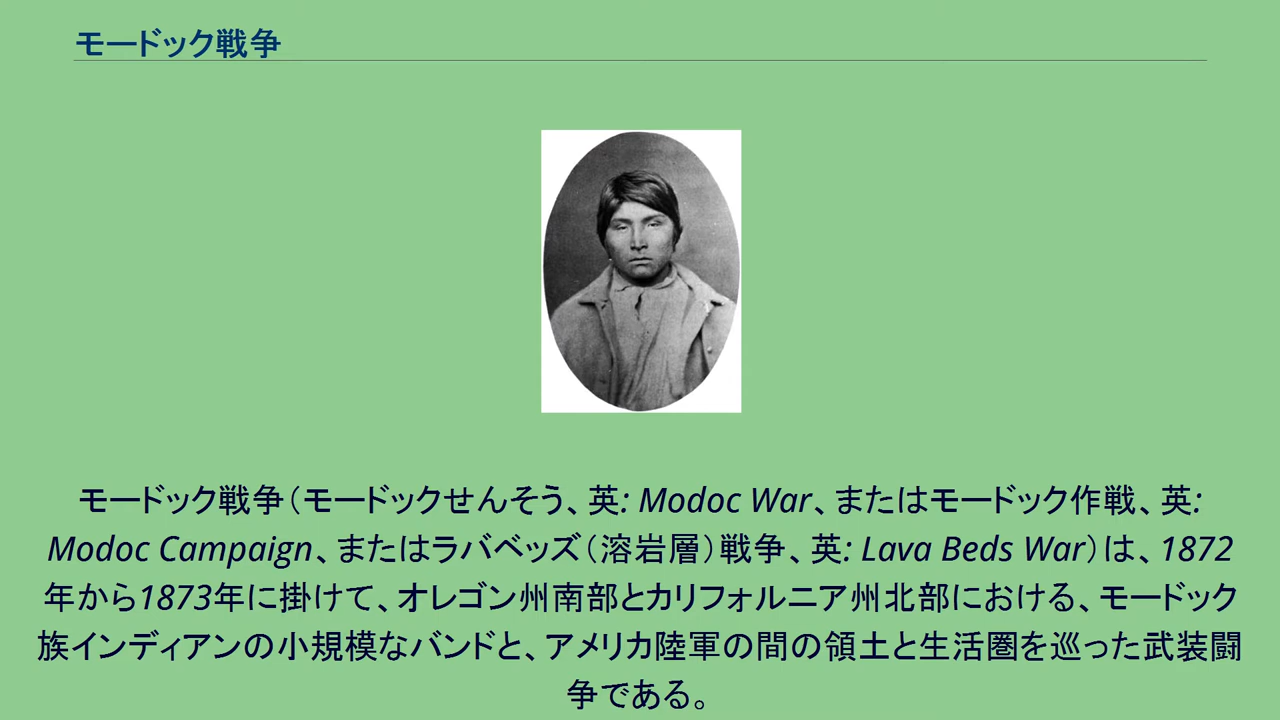 モードック戦争
モードック戦争（モードックせんそう、英: Modoc War、またはモードック作戦、英:
Modoc Campaign、またはラバベッズ（溶岩層）戦争、英: Lava Beds War）は、1872
年から1873年に掛けて、オレゴン州南部とカリフォルニア州北部における、モードック
族インディアンの小規模なバンドと、アメリカ陸軍の間の領土と生活圏を巡った武装闘
争である。